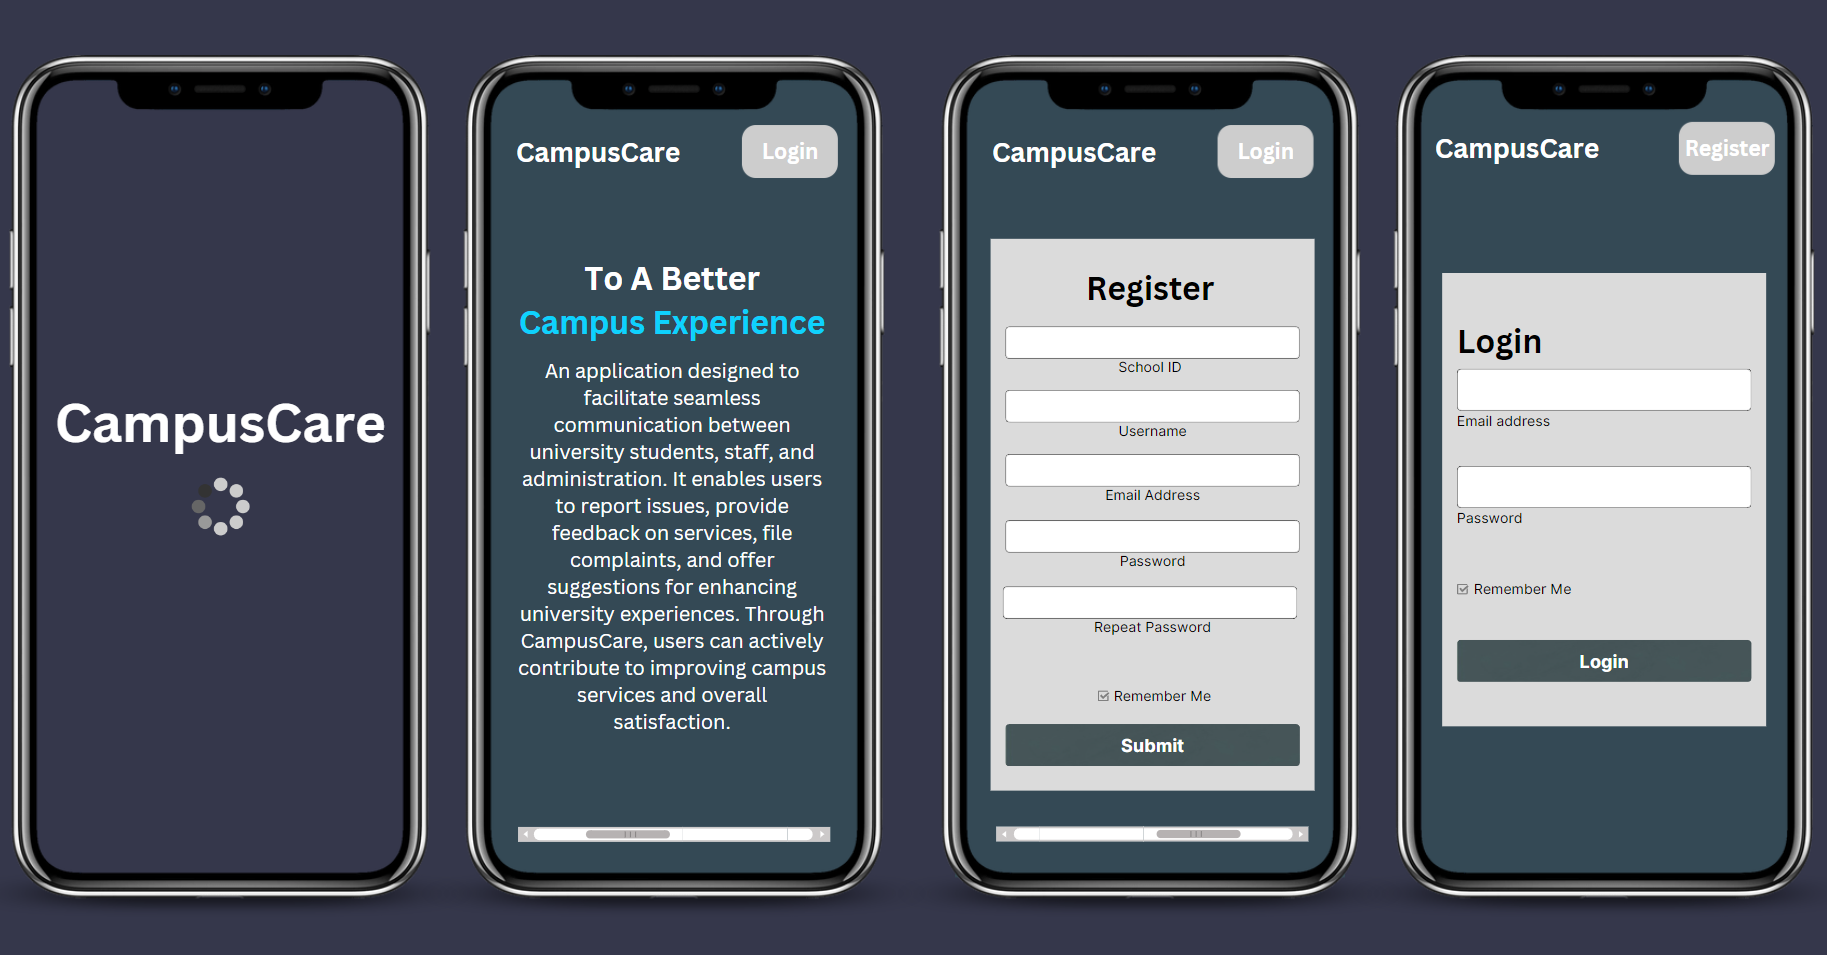 CampusCare
CampusCare
Login
To A Better
Campus Experience
An application designed to
facilitate seamless
communication between
university students, staff, and
administration. It enables users
to report issues, provide
feedback on services, file
complaints, and offer
suggestions for enhancing
university experiences. Through
CampusCare, users can actively
contribute to improving campus
services and overall
satisfaction.
CampusCare
Login
Register
School ID
Username
Email Address
Password
Repeat Password
Remember Me
Submit
CampusCare
Register
Login
Email address
Password
Remember Me
Login